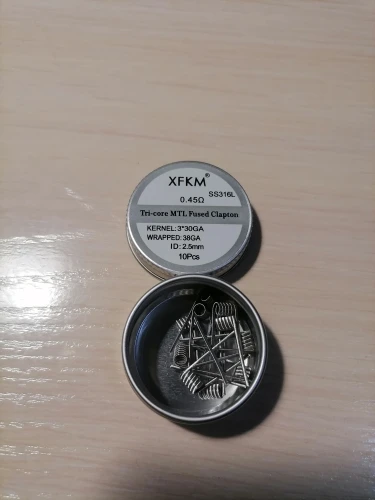 XFKM®
SS316L
0.45Ω
Tri-core MTL Fused Clapton
KERNEL:3*30GA
WRAPPED:38GA
ID:2.5mm
10Pcs